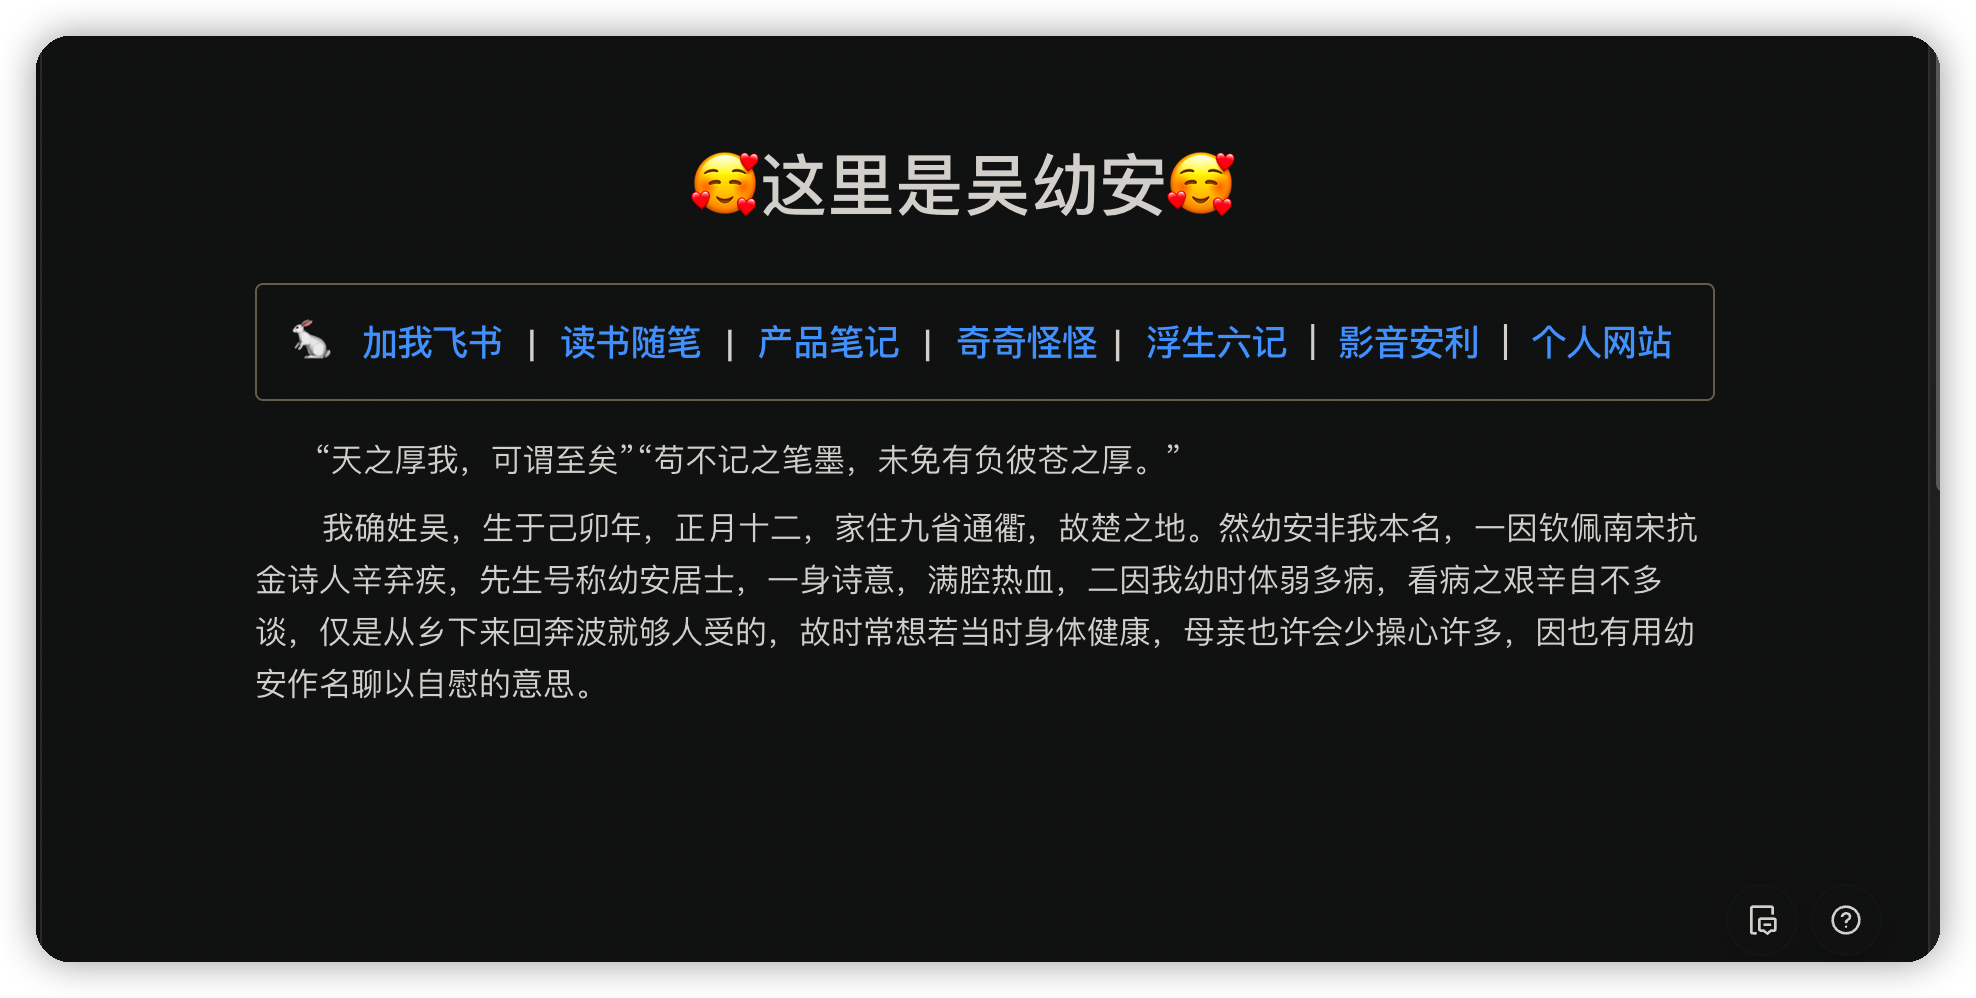 🥰这里是吴幼安🥰
🐇 加我飞书 | 读书随笔 | 产品笔记 | 奇奇怪怪 | 浮生六记 | 影音安利 | 个人网站
“天之厚我，可谓至矣”“苟不记之笔墨，未免有负彼苍之厚。”
我确姓吴，生于己卯年，正月十二，家住九省通衢，故楚之地。然幼安非我本名，一因钦佩南宋抗
金诗人辛弃疾，先生号称幼安居士，一身诗意，满腔热血，二因我幼时体弱多病，看病之艰辛自不多
谈，仅是从乡下来回奔波就够人受的，故时常想若当时身体健康，母亲也许会少操心许多，因也有用幼
安作名聊以自慰的意思。